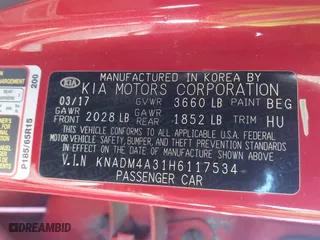 MANUFACTURED IN KOREA BY
KIA KIA MOTORS CORPORATION
03/17 GVWR 3660 LB PAINT BEG
GAWR GAWR
FRONT 2028 LB REAR 1852 LB TRIM HU
THIS VEHICLE CONFORMS TO ALL APPLICABLE U.S.A. FEDERAL
MOTOR VEHICLE SAFETY, BUMPER, AND THEFT PREVENTION
STANDARDS IN EFFECT ON THE DATE OF MANUFACTURE SHOWN ABOVE.
V.I.N KNADM4A31H6117534
PASSENGER CAR
P185/65R15
200
DREAMBID